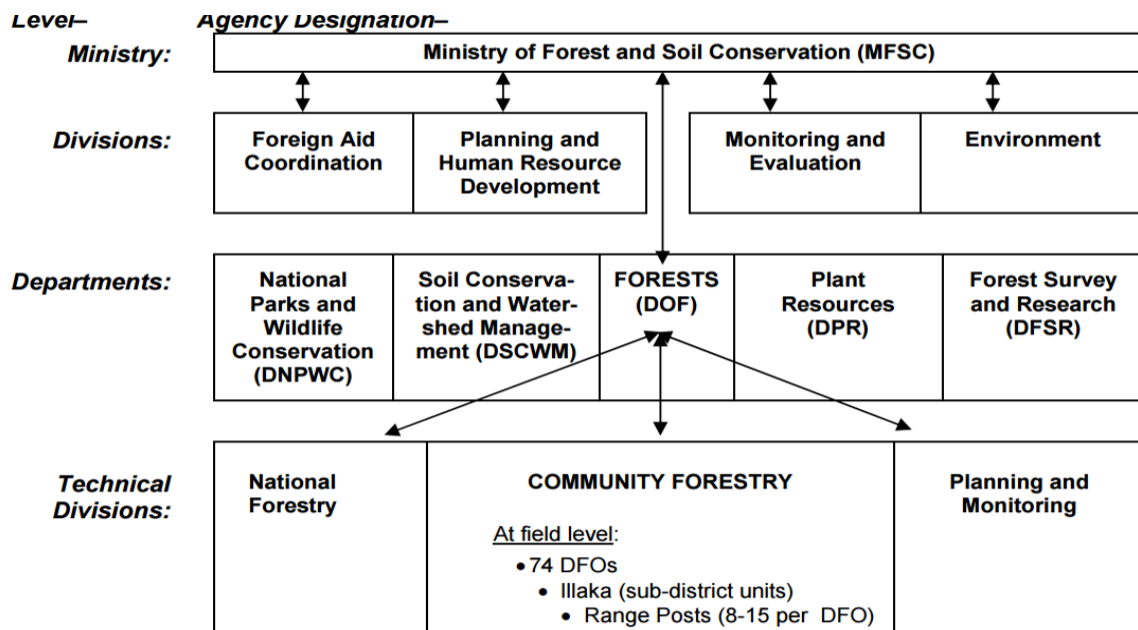 Level– Agency Designation–
Ministry: Ministry of Forest and Soil Conservation (MFSC)
Divisions:
Foreign Aid
Coordination
Planning and
Human Resource
Development
Monitoring and
Evaluation
Environment
Departments:
National
Parks and
Wildlife
Conservation
(DNPWC)
Soil Conserva-
tion and Water-
shed Manage-
ment (DSCWM)
FORESTS
(DOF)
Plant
Resources
(DPR)
Forest Survey
and Research
(DFSR)
Technical
Divisions:
National
Forestry
COMMUNITY FORESTRY
At field level:
• 74 DFOs
• Illaka (sub-district units)
• Range Posts (8-15 per DFO)
Planning and
Monitoring